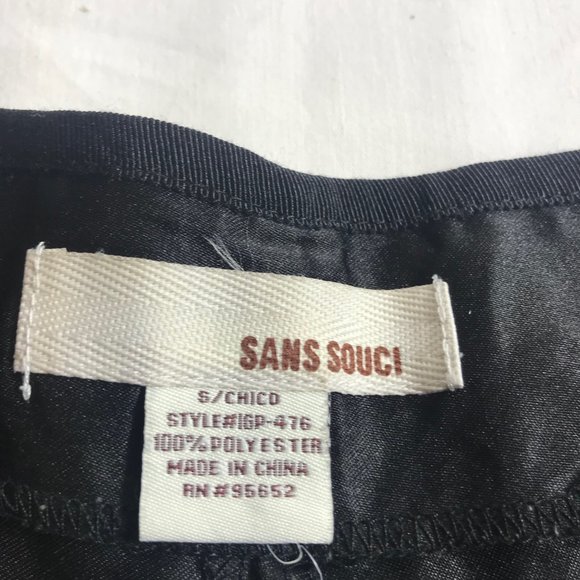 SANS SOUCI
S/CHICO
STYLE#IGP-476
100%POLYESTER
MADE IN CHINA
RN#95652